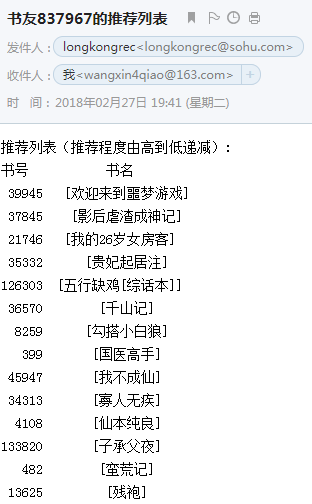 书友837967的推荐列表
发件人：longkongrec<longkongrec@sohu.com>
收件人：我<wangxin4qiao@163.com>
时 间：2018年02月27日 19:41 (星期二)
推荐列表（推荐程度由高到低递减）：
书号 书名
39945 [欢迎来到噩梦游戏]
37845 [影后虐渣成神记]
21746 [我的26岁女房客]
35332 [贵妃起居注]
126303 [五行缺鸡[综话本]]
36570 [千山记]
8259 [勾搭小白狼]
399 [国医高手]
45947 [我不成仙]
34313 [寡人无疾]
4108 [仙本纯良]
133820 [子承父夜]
482 [蛮荒记]
13625 [残袍]